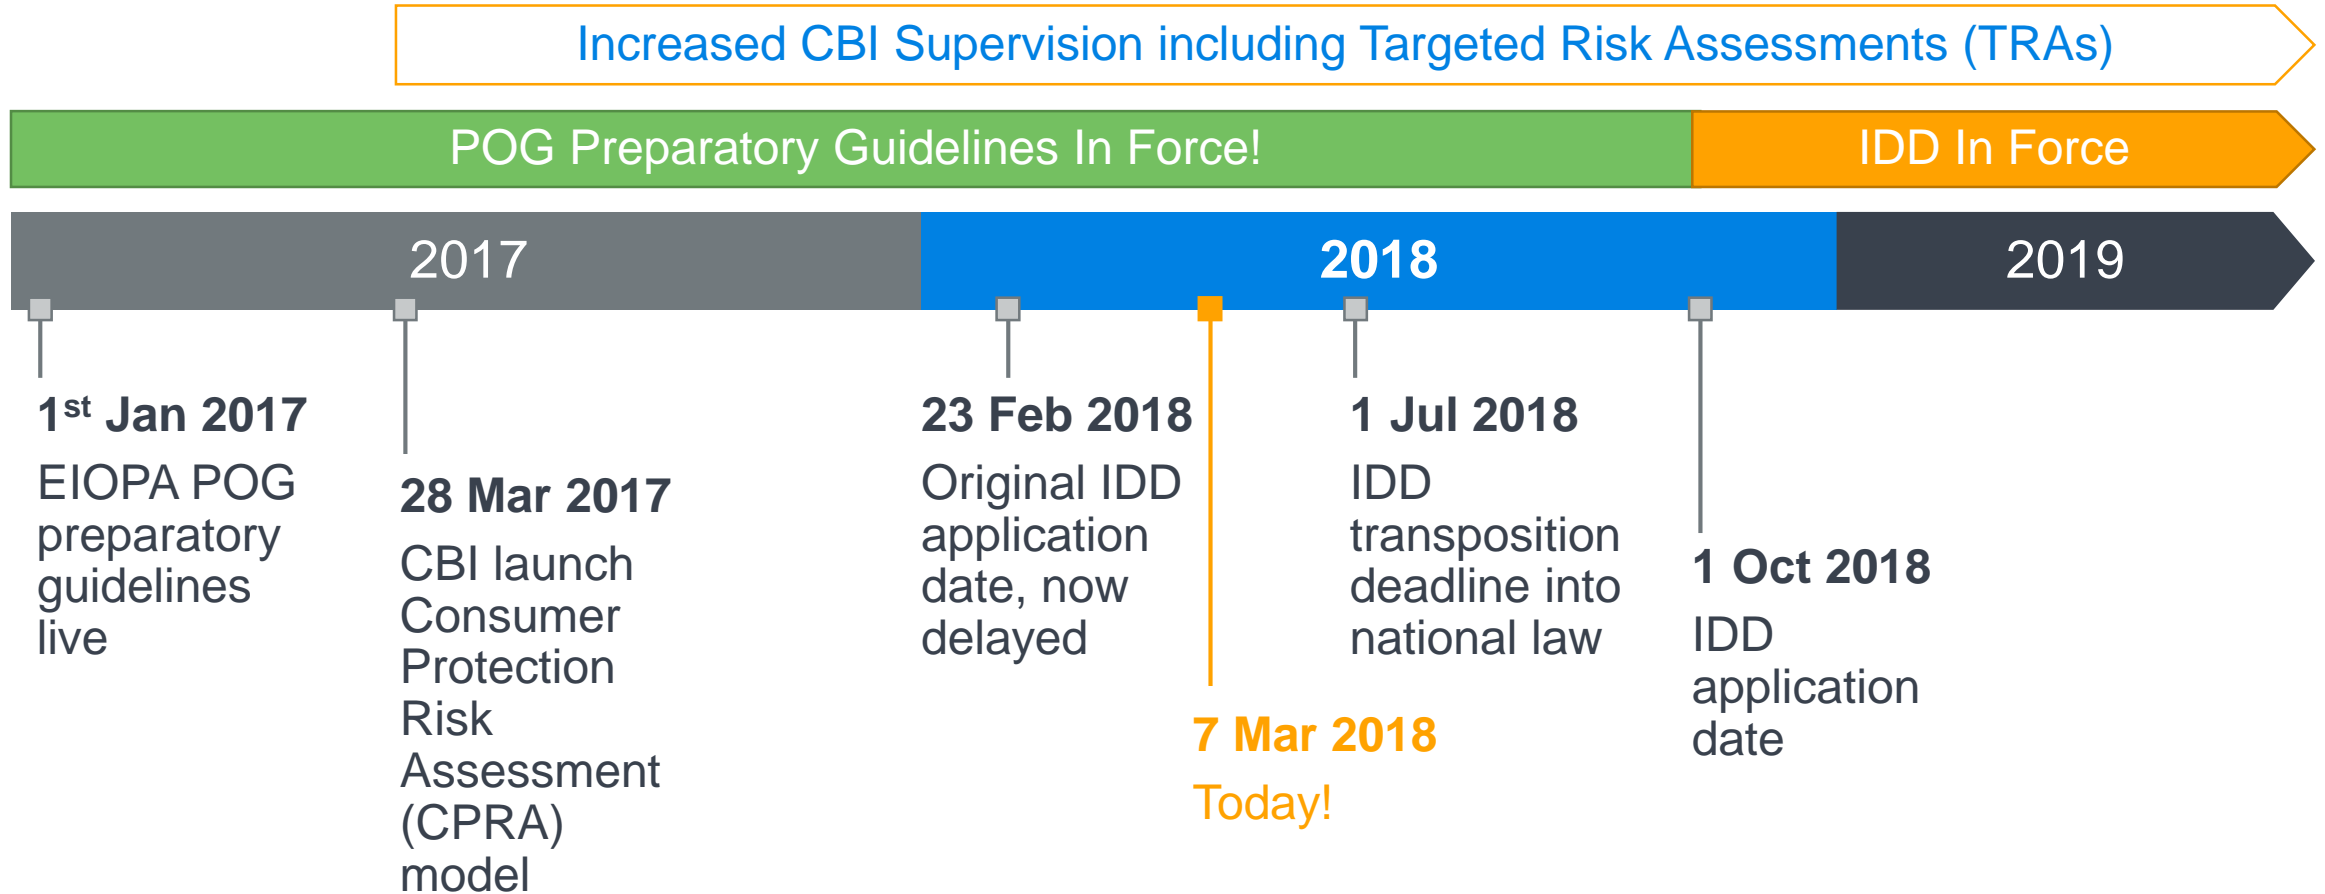 Increased CBI Supervision including Targeted Risk Assessments (TRAs)
POG Preparatory Guidelines In Force!
IDD In Force
2017
2018
2019
1st Jan 2017
EIOPA POG
preparatory
guidelines
live
28 Mar 2017
CBI launch
Consumer
Protection
Risk
Assessment
(CPRA)
model
23 Feb 2018
Original IDD
application
date, now
delayed
7 Mar 2018
Today!
1 Jul 2018
IDD
transposition
deadline into
national law
1 Oct 2018
IDD
application
date